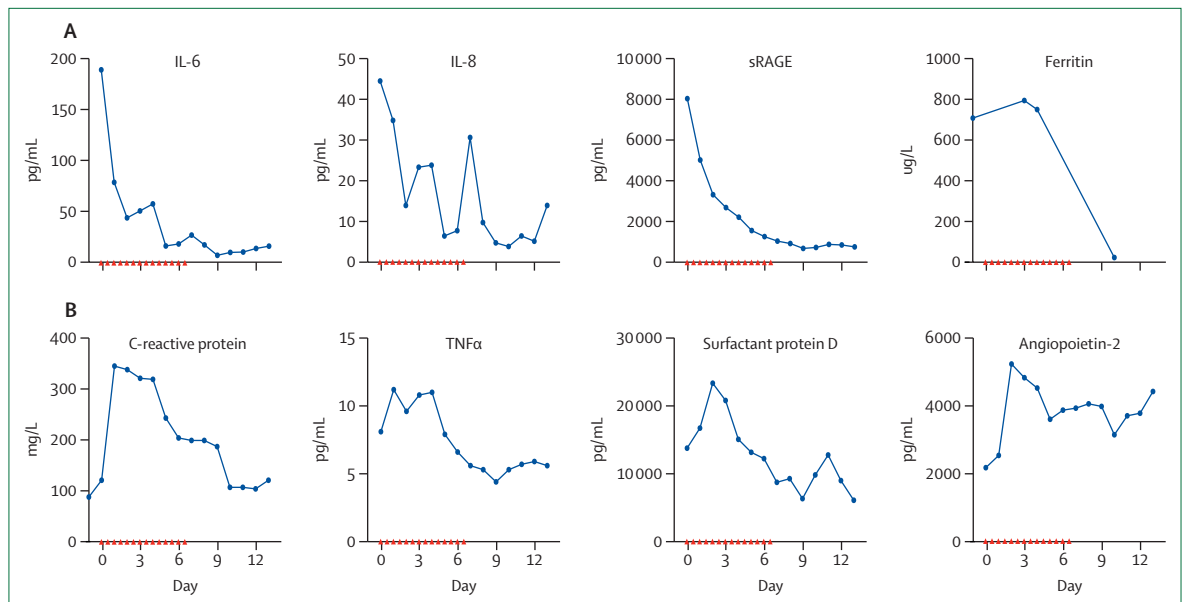 A
IL-6
IL-8
sRAGE
Ferritin
200
150
100
50
0
pg/mL
50
40
30
20
10
0
pg/mL
10 000
8000
6000
4000
2000
0
pg/mL
1000
800
600
400
200
0
ug/L
B
C-reactive protein
TNFα
Surfactant protein D
Angiopoietin-2
400
300
200
100
0
mg/L
0 3 6 9 12
Day
15
10
5
0
pg/mL
0 3 6 9 12
Day
30 000
20 000
10 000
0
pg/mL
0 3 6 9 12
Day
6000
4000
2000
0
pg/mL
0 3 6 9 12
Day